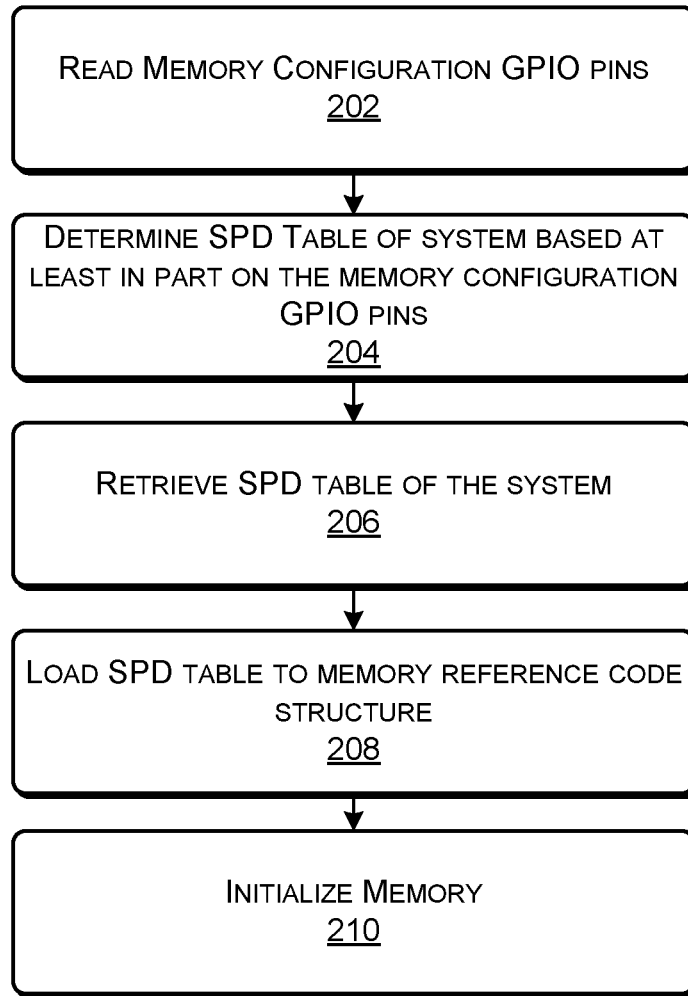 READ MEMORY CONFIGURATION GPIO PINS
202
DETERMINE SPD TABLE OF SYSTEM BASED AT
LEAST IN PART ON THE MEMORY CONFIGURATION
GPIO PINS
204
RETRIEVE SPD TABLE OF THE SYSTEM
206
LOAD SPD TABLE TO MEMORY REFERENCE CODE
STRUCTURE
208
INITIALIZE MEMORY
210